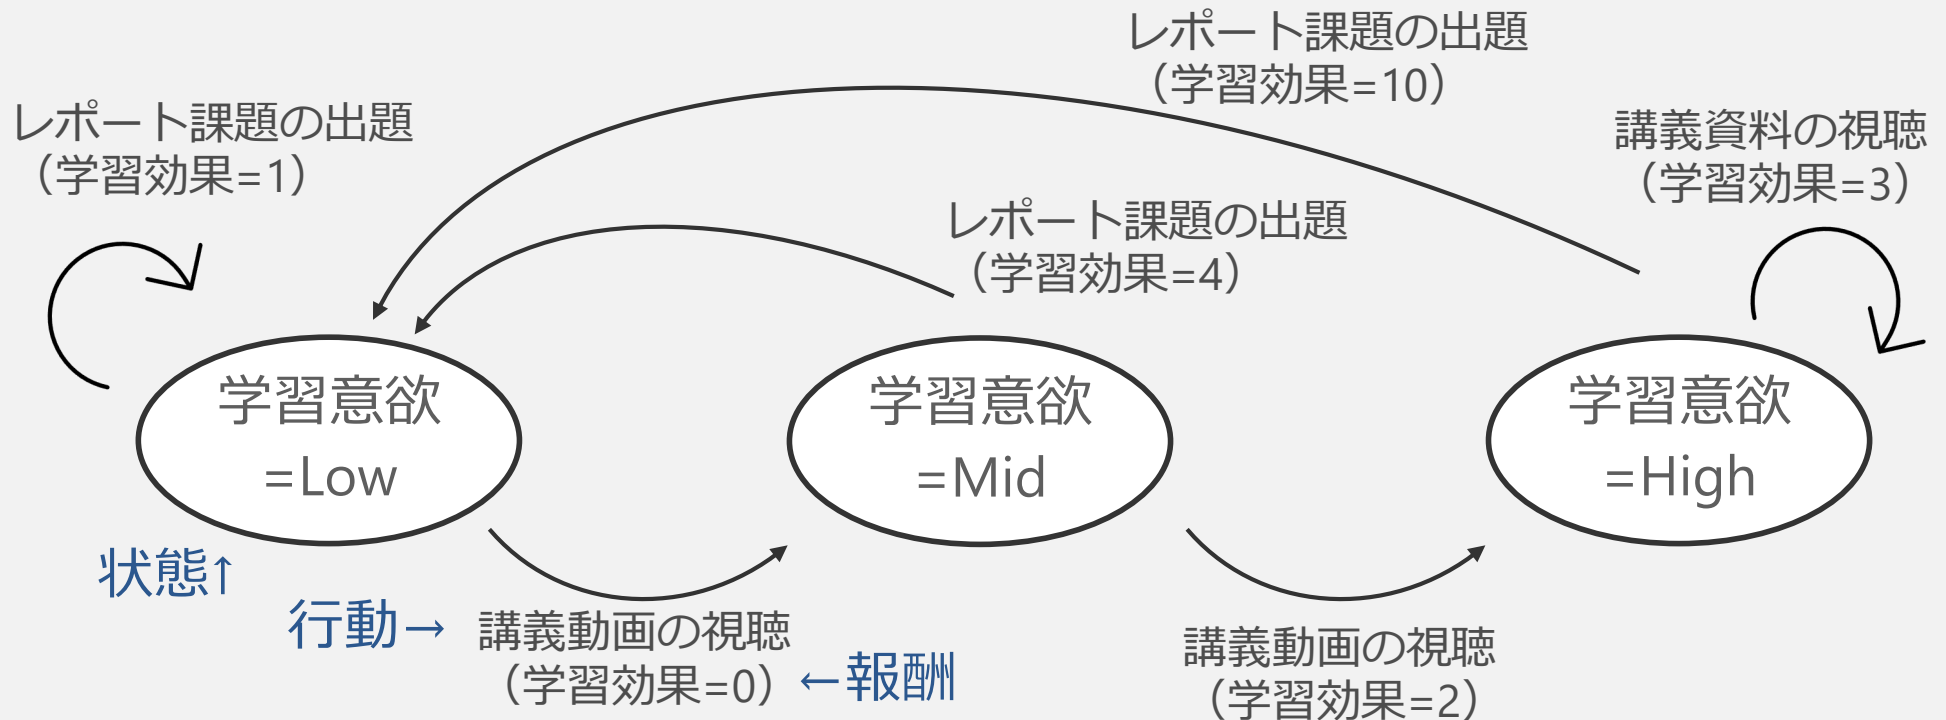 レポート課題の出題
（学習効果=10）
レポート課題の出題
（学習効果=1）
講義資料の視聴
（学習効果=3）
レポート課題の出題
（学習効果=4）
学習意欲
=Low
学習意欲
=Mid
学習意欲
=High
状態↑
行動→
講義動画の視聴
（学習効果=0）
←報酬
講義動画の視聴
（学習効果=2）